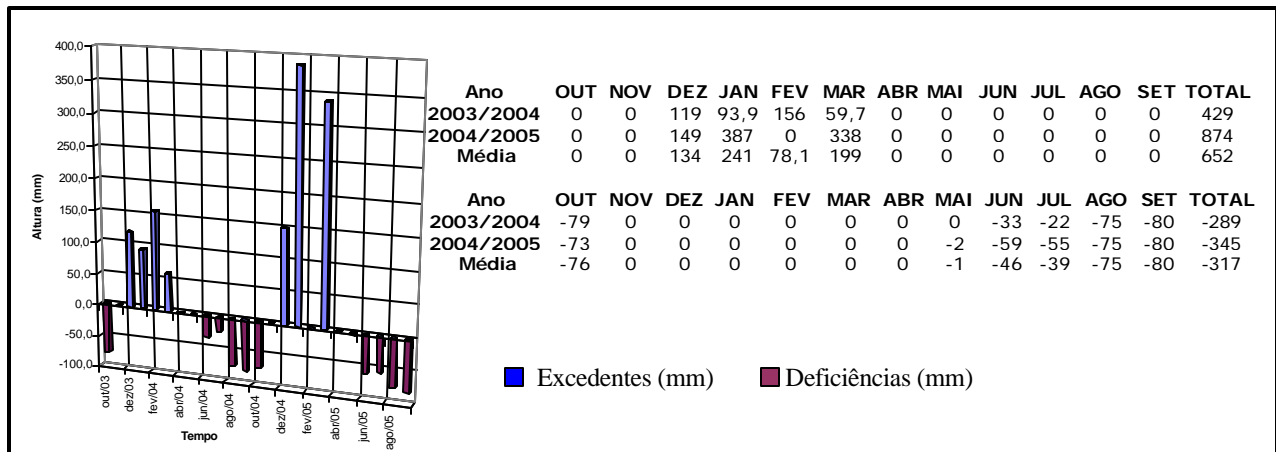 400,0
350,0
300,0
250,0
200,0
150,0
100,0
50,0
0,0
-50,0
-100,0
Altura (mm)
out/03
dez/03
fev/04
abr/04
jun/04
ago/04
out/04
dez/04
fev/05
abr/05
jun/05
ago/05
Tempo
Ano OUT NOV DEZ JAN FEV MAR ABR MAI JUN JUL AGO SET TOTAL
2003/2004 0 0 119 93,9 156 59,7 0 0 0 0 0 0 429
2004/2005 0 0 149 387 0 338 0 0 0 0 0 0 874
Média 0 0 134 241 78,1 199 0 0 0 0 0 0 652
Ano OUT NOV DEZ JAN FEV MAR ABR MAI JUN JUL AGO SET TOTAL
2003/2004 -79 0 0 0 0 0 0 0 -33 -22 -75 -80 -289
2004/2005 -73 0 0 0 0 0 0 -2 -59 -55 -75 -80 -345
Média -76 0 0 0 0 0 0 -1 -46 -39 -75 -80 -317
Excedentes (mm) Deficiências (mm)